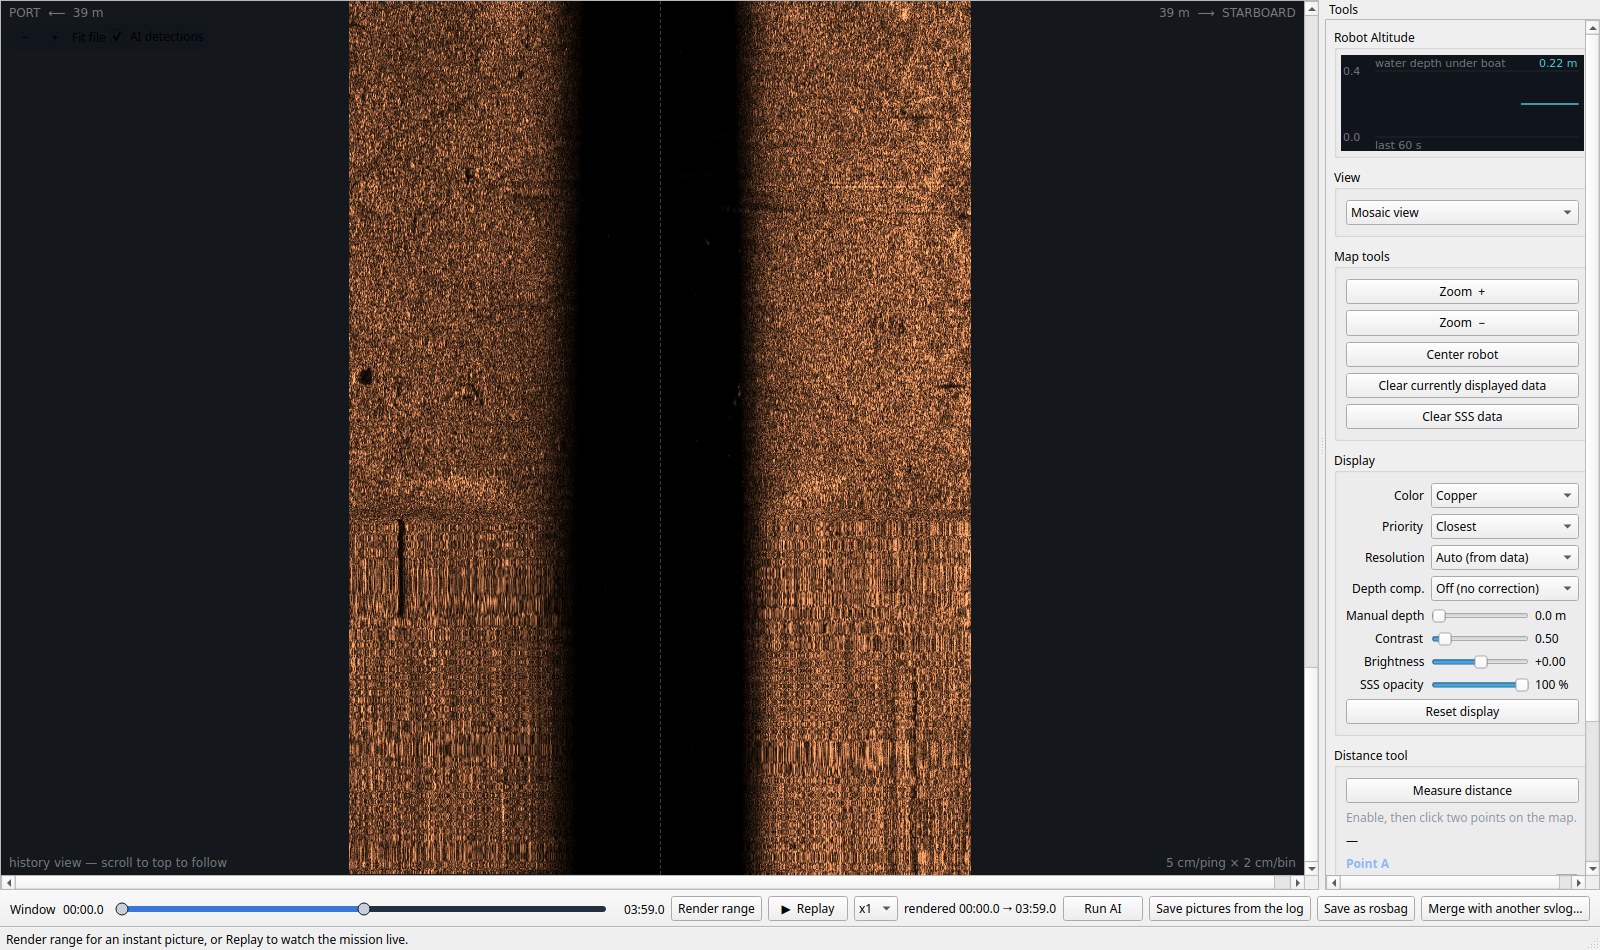 PORT ⟵ 39 m
39 m ⟶ STARBOARD
− + Fit file ✓ AI detections
history view — scroll to top to follow
5 cm/ping × 2 cm/bin
Tools
Robot Altitude
water depth under boat 0.22 m
0.4
0.0
last 60 s
View
Mosaic view
Map tools
Zoom +
Zoom −
Center robot
Clear currently displayed data
Clear SSS data
Display
Color Copper
Priority Closest
Resolution Auto (from data)
Depth comp. Off (no correction)
Manual depth 0.0 m
Contrast 0.50
Brightness +0.00
SSS opacity 100 %
Reset display
Distance tool
Measure distance
Enable, then click two points on the map.
—
Point A
Window 00:00.0 03:59.0 Render range ▶ Replay x1 rendered 00:00.0 → 03:59.0 Run AI Save pictures from the log Save as rosbag Merge with another svlog...
Render range for an instant picture, or Replay to watch the mission live.